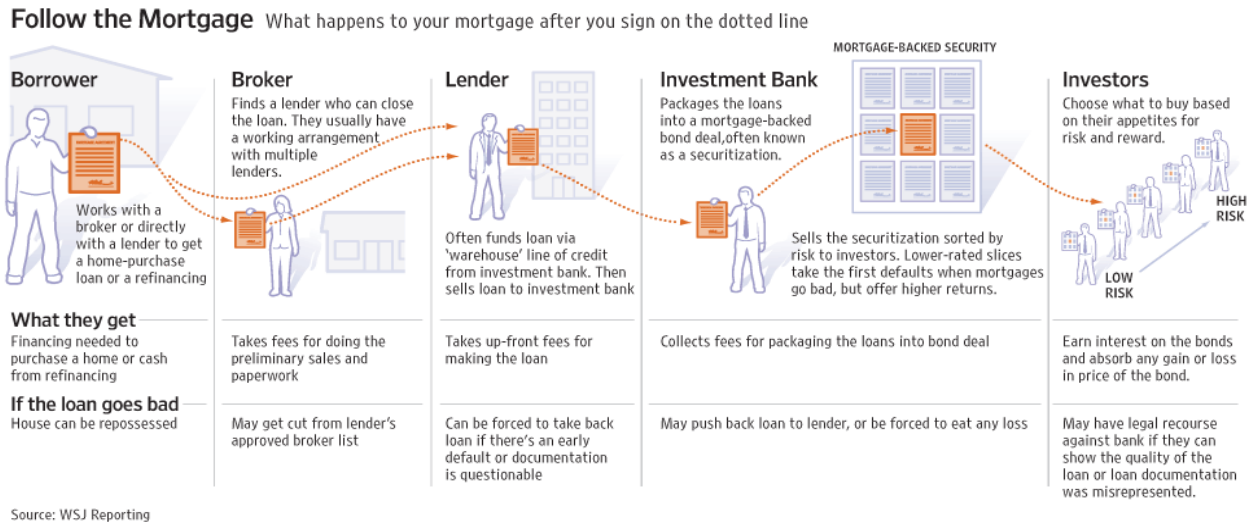 Follow the Mortgage What happens to your mortgage after you sign on the dotted line
Borrower
Works with a
broker or directly
with a lender to get
a home-purchase
loan or a refinancing
Broker
Finds a lender who can close
the loan. They usually have
a working arrangement
with multiple
lenders.
Lender
Often funds loan via
'warehouse' line of credit
from investment bank. Then
sells loan to investment bank
Investment Bank
Packages the loans
into a mortgage-backed
bond deal,often known
as a securitization.
MORTGAGE-BACKED SECURITY
Sells the securitization sorted by
risk to investors. Lower-rated slices
take the first defaults when mortgages
go bad, but offer higher returns.
Investors
Choose what to buy based
on their appetites for
risk and reward.
HIGH
RISK
LOW
RISK
What they get
Financing needed to
purchase a home or cash
from refinancing
Takes fees for doing the
preliminary sales and
paperwork
Takes up-front fees for
making the loan
Collects fees for packaging the loans into bond deal
Earn interest on the bonds
and absorb any gain or loss
in price of the bond.
If the loan goes bad
House can be repossessed
May get cut from lender's
approved broker list
Can be forced to take back
loan if there's an early
default or documentation
is questionable
May push back loan to lender, or be forced to eat any loss
May have legal recourse
against bank if they can
show the quality of the
loan or loan documentation
was misrepresented.
Source: WSJ Reporting